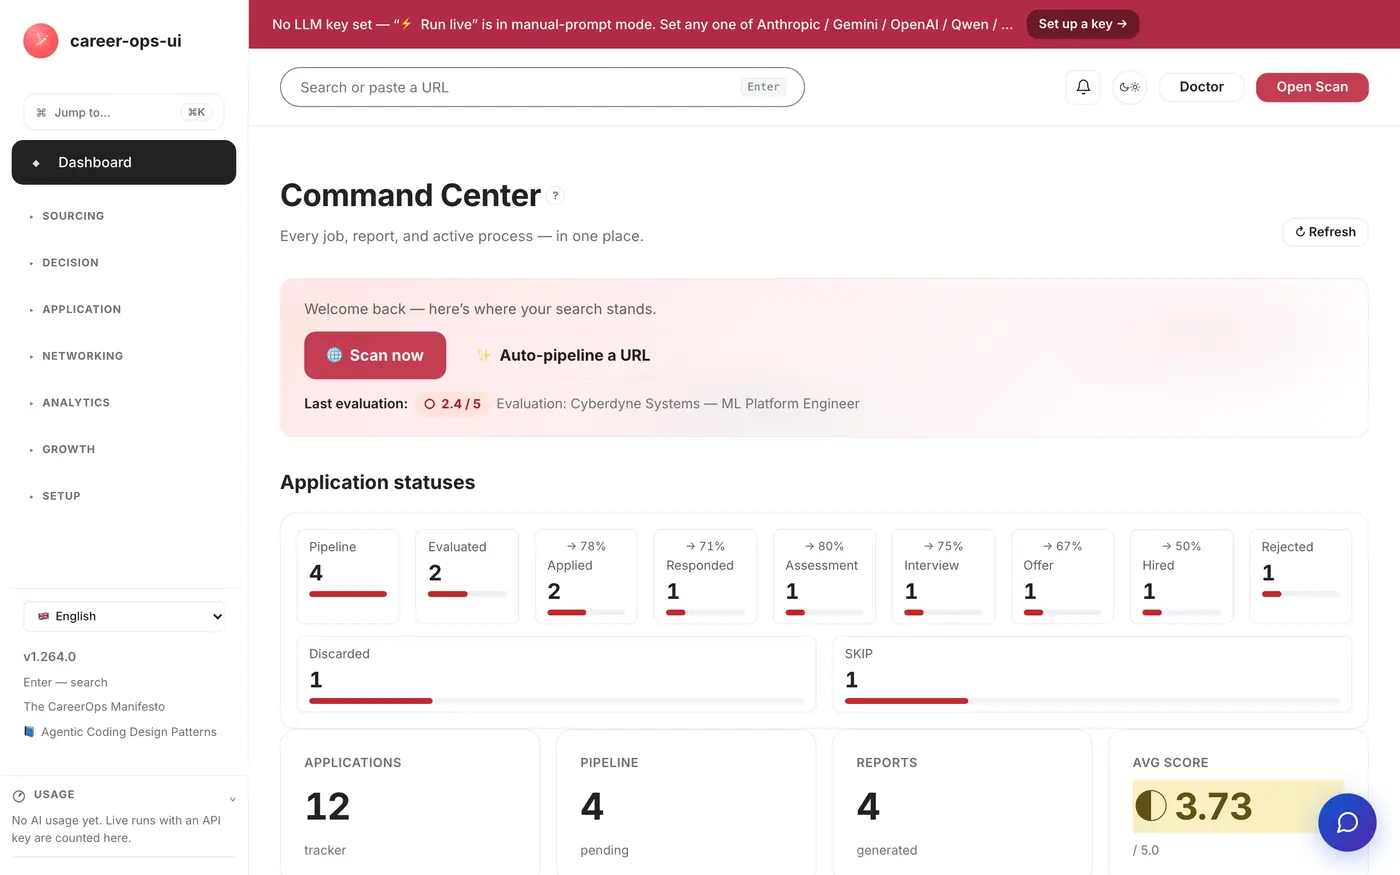 career-ops-ui
⌘ Jump to... ⌘K
Dashboard
SOURCING
DECISION
APPLICATION
NETWORKING
ANALYTICS
GROWTH
SETUP
English
v1.264.0
Enter — search
The CareerOps Manifesto
Agentic Coding Design Patterns
USAGE
No AI usage yet. Live runs with an API
key are counted here.
No LLM key set — “⚡ Run live” is in manual-prompt mode. Set any one of Anthropic / Gemini / OpenAI / Qwen / …
Set up a key →
Search or paste a URL
Enter
Doctor
Open Scan
Command Center ?
Every job, report, and active process — in one place.
↻ Refresh
Welcome back — here’s where your search stands.
Scan now
✨ Auto-pipeline a URL
Last evaluation: 2.4 / 5 Evaluation: Cyberdyne Systems — ML Platform Engineer
Application statuses
Pipeline
4
Evaluated
2
→ 78%
Applied
2
→ 71%
Responded
1
→ 80%
Assessment
1
→ 75%
Interview
1
→ 67%
Offer
1
→ 50%
Hired
1
Rejected
1
Discarded
1
SKIP
1
APPLICATIONS
12
tracker
PIPELINE
4
pending
REPORTS
4
generated
AVG SCORE
3.73
/ 5.0